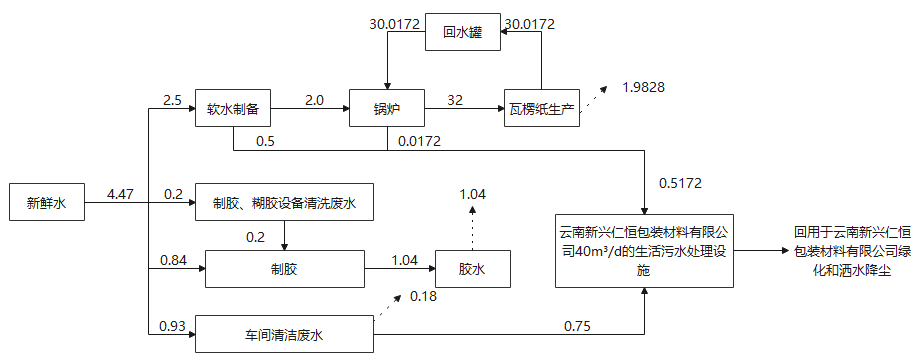 30.0172
回水罐
30.0172
2.5
软水制备
2.0
锅炉
32
瓦楞纸生产
1.9828
0.5
0.0172
0.5172
新鲜水
4.47
0.2
制胶、糊胶设备清洗废水
1.04
0.2
云南新兴仁恒包装材料有限公
司40m³/d的生活污水处理设
施
回用于云南新兴仁恒
包装材料有限公司绿
化和洒水降尘
0.84
制胶
1.04
胶水
0.18
0.93
车间清洁废水
0.75